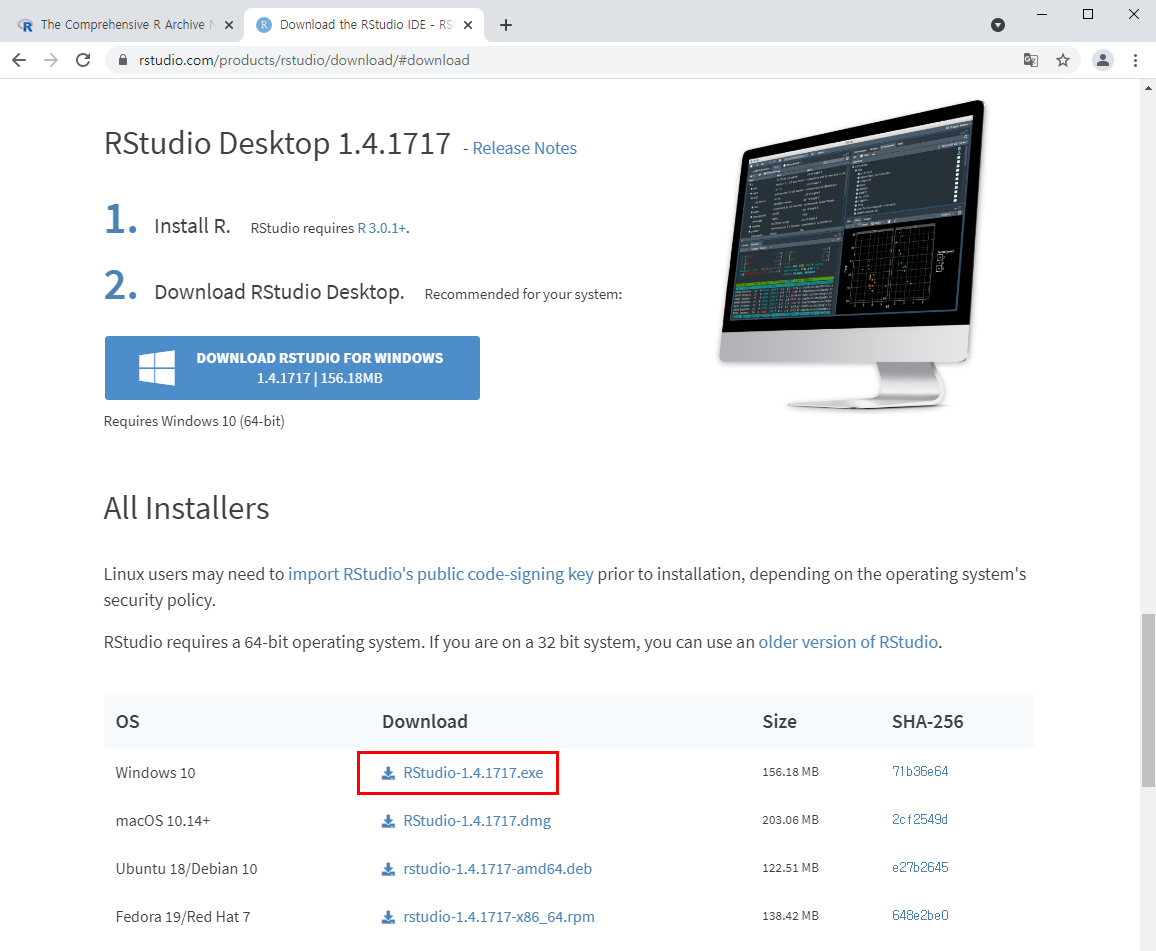 The Comprehensive R Archive N
Download the RStudio IDE - RS
rstudio.com/products/rstudio/download/#download
RStudio Desktop 1.4.1717 - Release Notes
1. Install R. RStudio requires R 3.0.1+.
2. Download RStudio Desktop. Recommended for your system:
DOWNLOAD RSTUDIO FOR WINDOWS
1.4.1717 | 156.18MB
Requires Windows 10 (64-bit)
All Installers
Linux users may need to import RStudio's public code-signing key prior to installation, depending on the operating system's
security policy.
RStudio requires a 64-bit operating system. If you are on a 32 bit system, you can use an older version of RStudio.
OS Download Size SHA-256
Windows 10 RStudio-1.4.1717.exe 156.18 MB 71b36e64
macOS 10.14+ RStudio-1.4.1717.dmg 203.06 MB 2cf2549d
Ubuntu 18/Debian 10 rstudio-1.4.1717-amd64.deb 122.51 MB e27b2645
Fedora 19/Red Hat 7 rstudio-1.4.1717-x86_64.rpm 138.42 MB 648e2be0